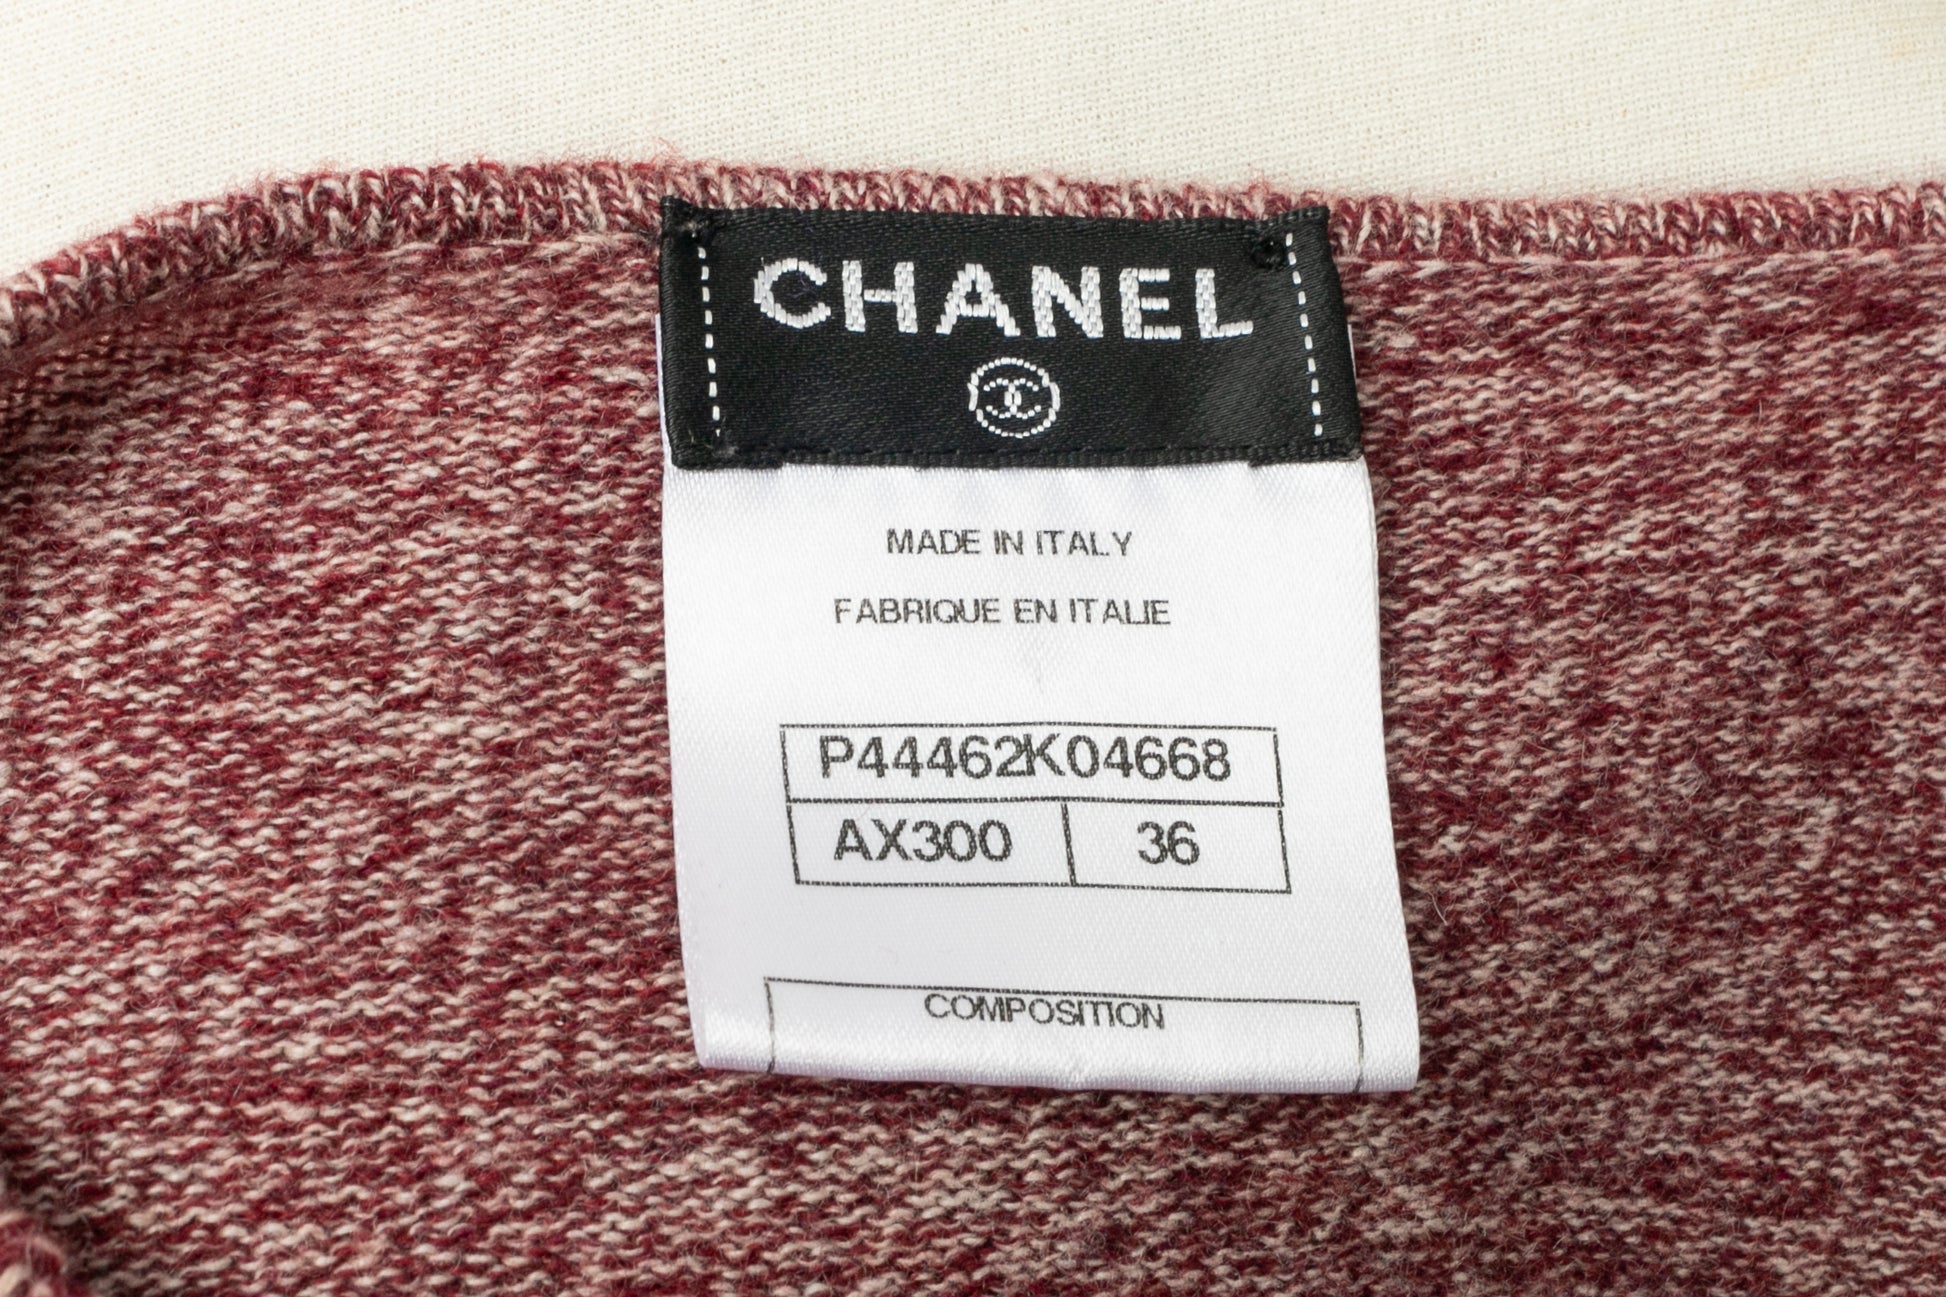 CHANEL
MADE IN ITALY
FABRIQUE EN ITALIE
P44462K04668
AX300 36
COMPOSITION